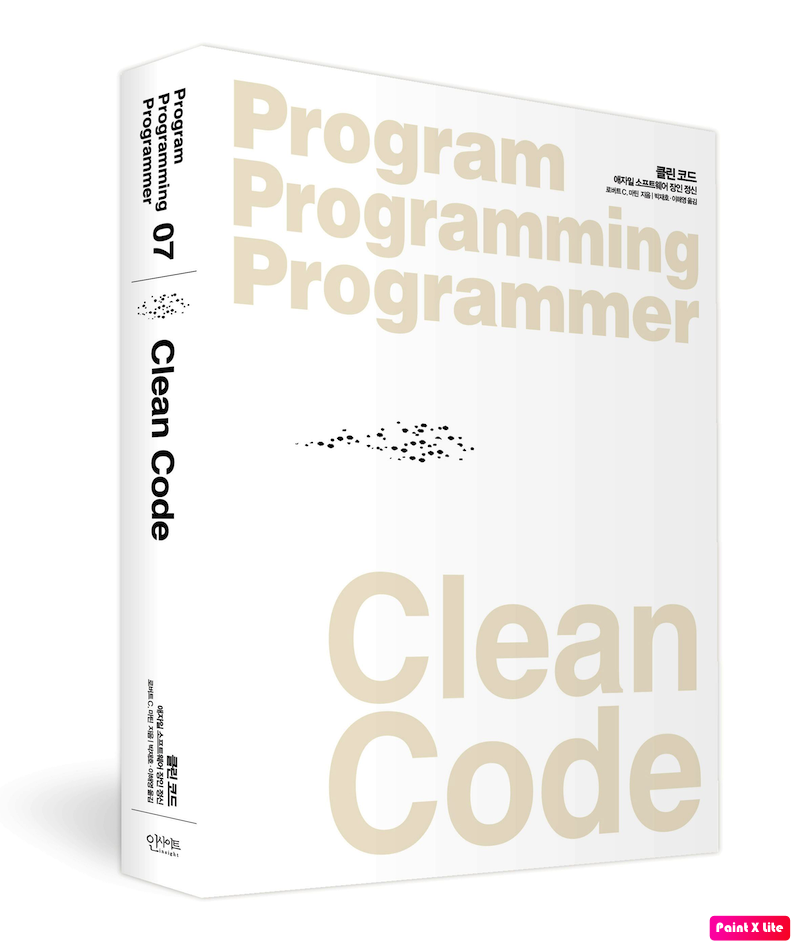 Program
Programming
Programmer
07
Clean Code
클린 코드
애자일 소프트웨어 장인 정신
로버트 C. 마틴 지음 | 박재호 · 이해영 옮김
인사이트
insight
Program
Programming
Programmer
클린 코드
애자일 소프트웨어 장인 정신
로버트 C. 마틴 지음 | 박재호 · 이해영 옮김
Clean
Code
Paint X Lite